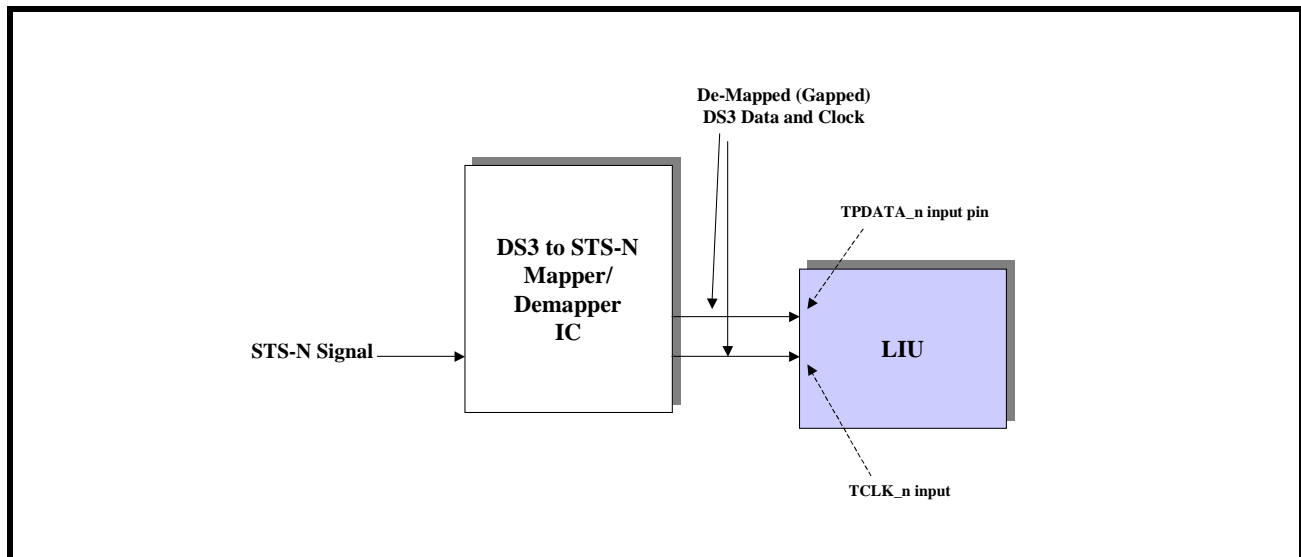 De-Mapped (Gapped)
DS3 Data and Clock
TPDATA_n input pin
DS3 to STS-N
Mapper/
Demapper
IC
STS-N Signal
LIU
TCLK_n input